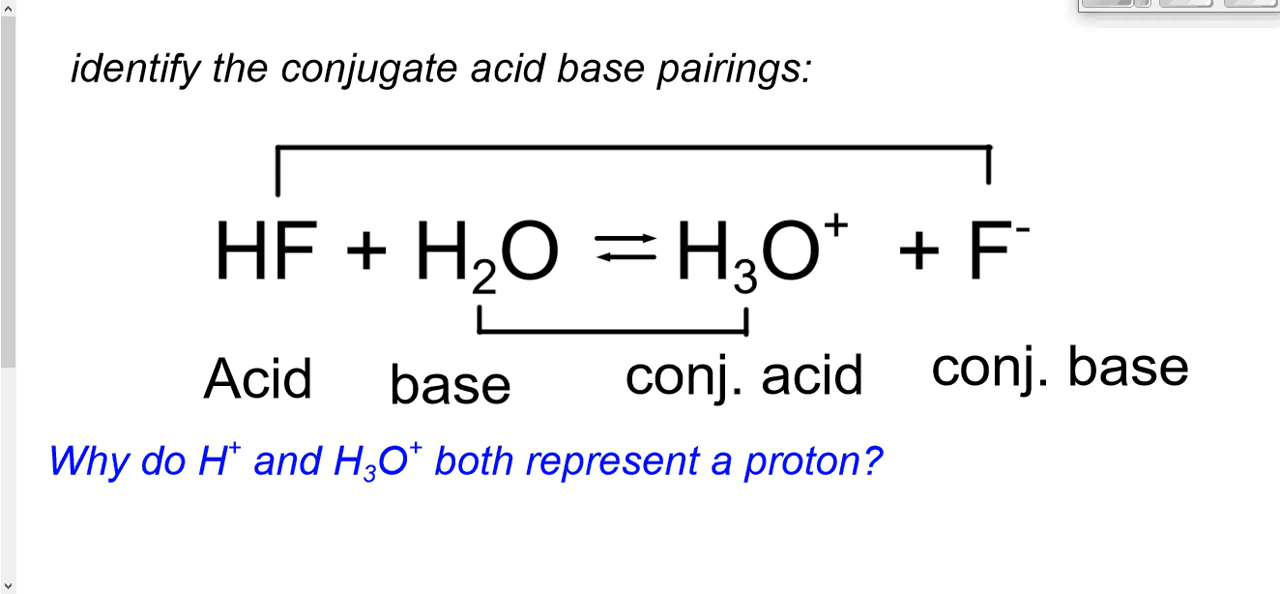 identify the conjugate acid base pairings:
HF + H₂O ⇌ H₃O⁺ + F⁻
Acid base conj. acid conj. base
Why do H⁺ and H₃O⁺ both represent a proton?